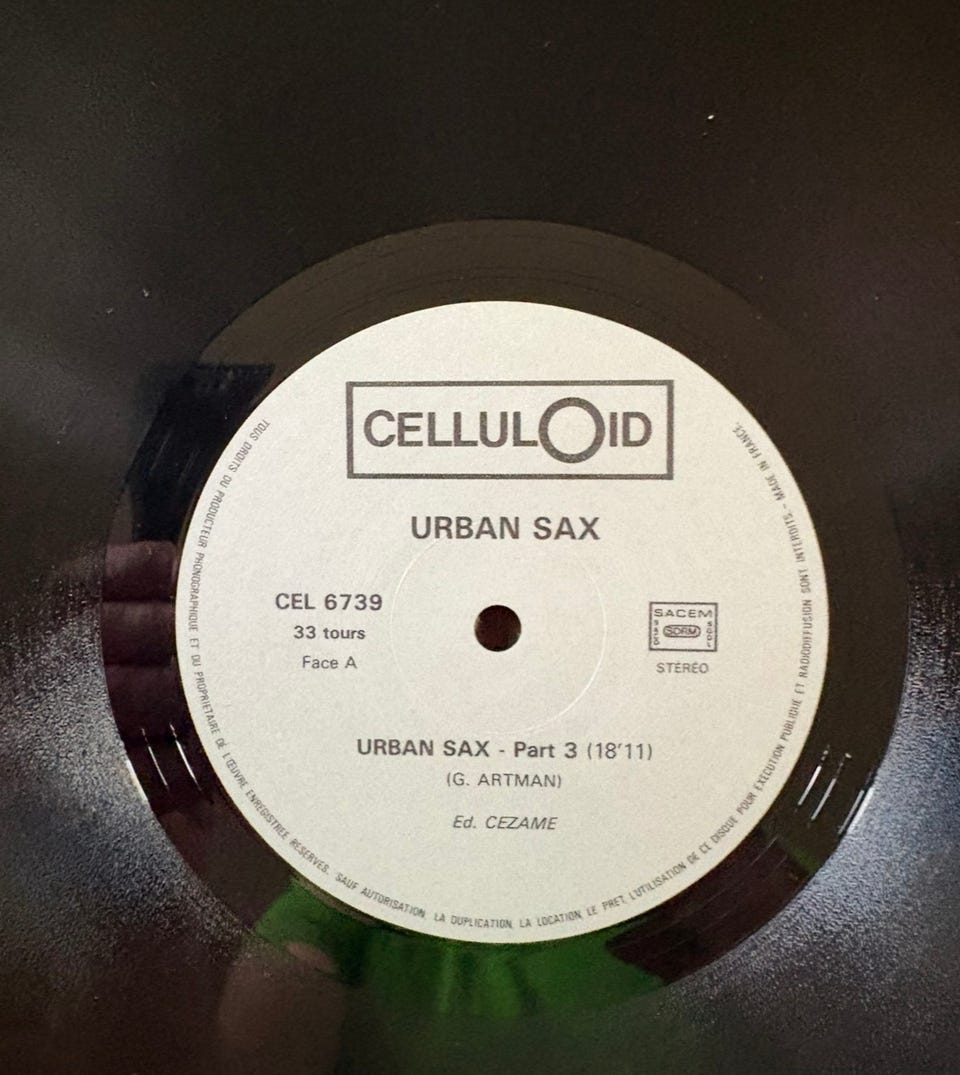 CELLULOID
URBAN SAX
CEL 6739
33 tours
Face A
SACEM
SDRM
STÉRÉO
URBAN SAX - Part 3 (18'11)
(G. ARTMAN)
Ed. CEZAME
TOUS DROITS DU PRODUCTEUR PHONOGRAPHIQUE ET DU PROPRIETAIRE DE L'ŒUVRE ENREGISTREE RESERVES. SAUF AUTORISATION, LA DUPLICATION, LA LOCATION, LE PRET, L'UTILISATION DE CE DISQUE POUR EXECUTION PUBLIQUE ET RADIODIFFUSION SONT INTERDITS. - MADE IN FRANCE.